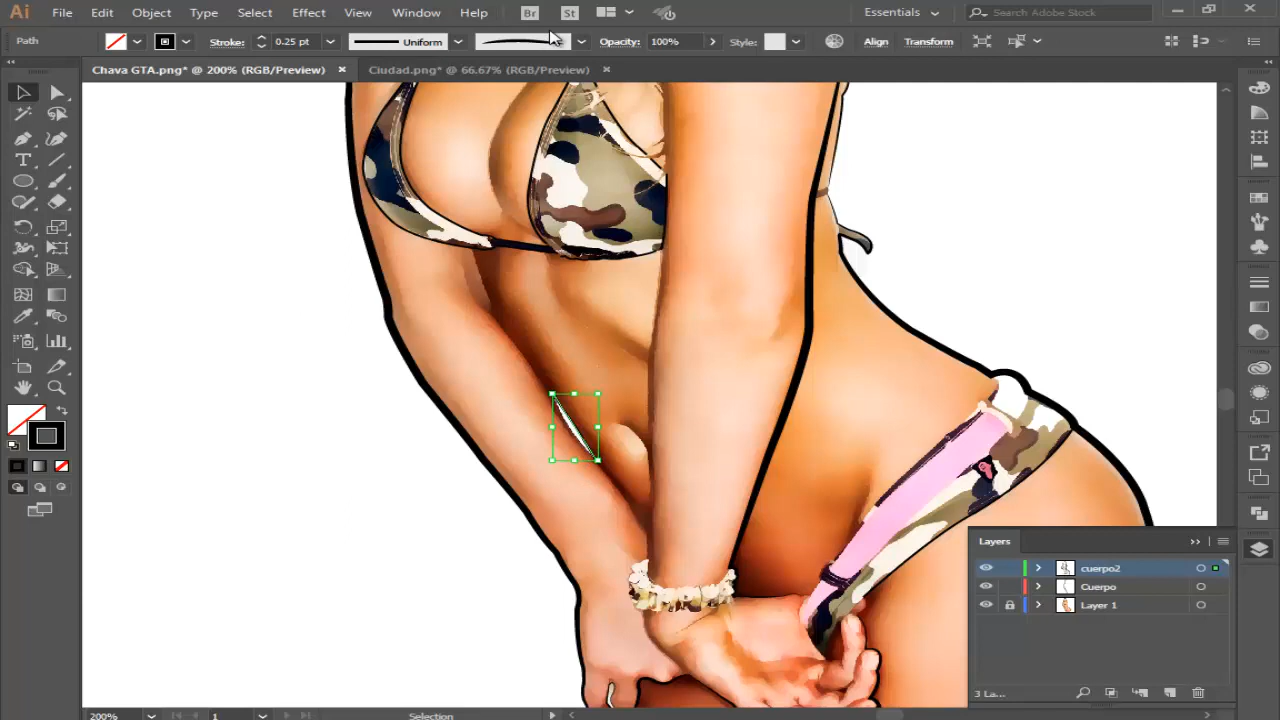 Ai File Edit Object Type Select Effect View Window Help Br St Essentials Search Adobe Stock
Path Stroke: 0.25 pt Uniform Opacity: 100% Style: Align Transform
Chava GTA.png* @ 200% (RGB/Preview) × Ciudad.png* @ 66.67% (RGB/Preview) ×
Layers
cuerpo2
Cuerpo
Layer 1
3 La...
200% 1 Selection